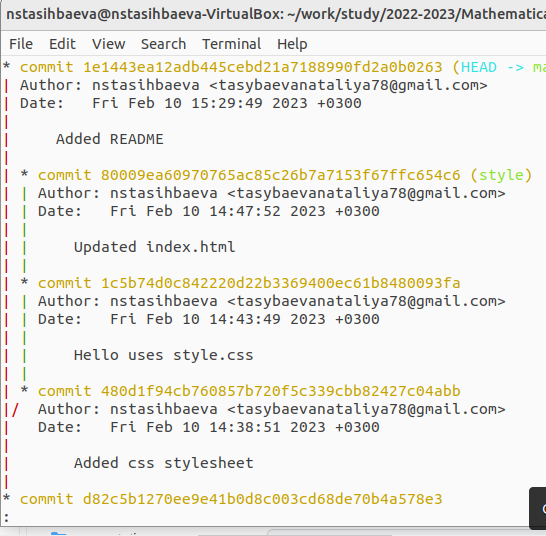 nstasihbaeva@nstasihbaeva-VirtualBox: ~/work/study/2022-2023/Mathematica
File Edit View Search Terminal Help
* commit 1e1443ea12adb445cebd21a7188990fd2a0b0263 (HEAD -> ma
| Author: nstasihbaeva <tasybaevanataliya78@gmail.com>
| Date:   Fri Feb 10 15:29:49 2023 +0300
|
|     Added README
|
| * commit 80009ea60970765ac85c26b7a7153f67ffc654c6 (style)
| | Author: nstasihbaeva <tasybaevanataliya78@gmail.com>
| | Date:   Fri Feb 10 14:47:52 2023 +0300
| |
| |     Updated index.html
| |
| * commit 1c5b74d0c842220d22b3369400ec61b8480093fa
| | Author: nstasihbaeva <tasybaevanataliya78@gmail.com>
| | Date:   Fri Feb 10 14:43:49 2023 +0300
| |
| |     Hello uses style.css
| |
| * commit 480d1f94cb760857b720f5c339cbb82427c04abb
|/  Author: nstasihbaeva <tasybaevanataliya78@gmail.com>
|   Date:   Fri Feb 10 14:38:51 2023 +0300
|
|       Added css stylesheet
|
* commit d82c5b1270ee9e41b0d8c003cd68de70b4a578e3
: